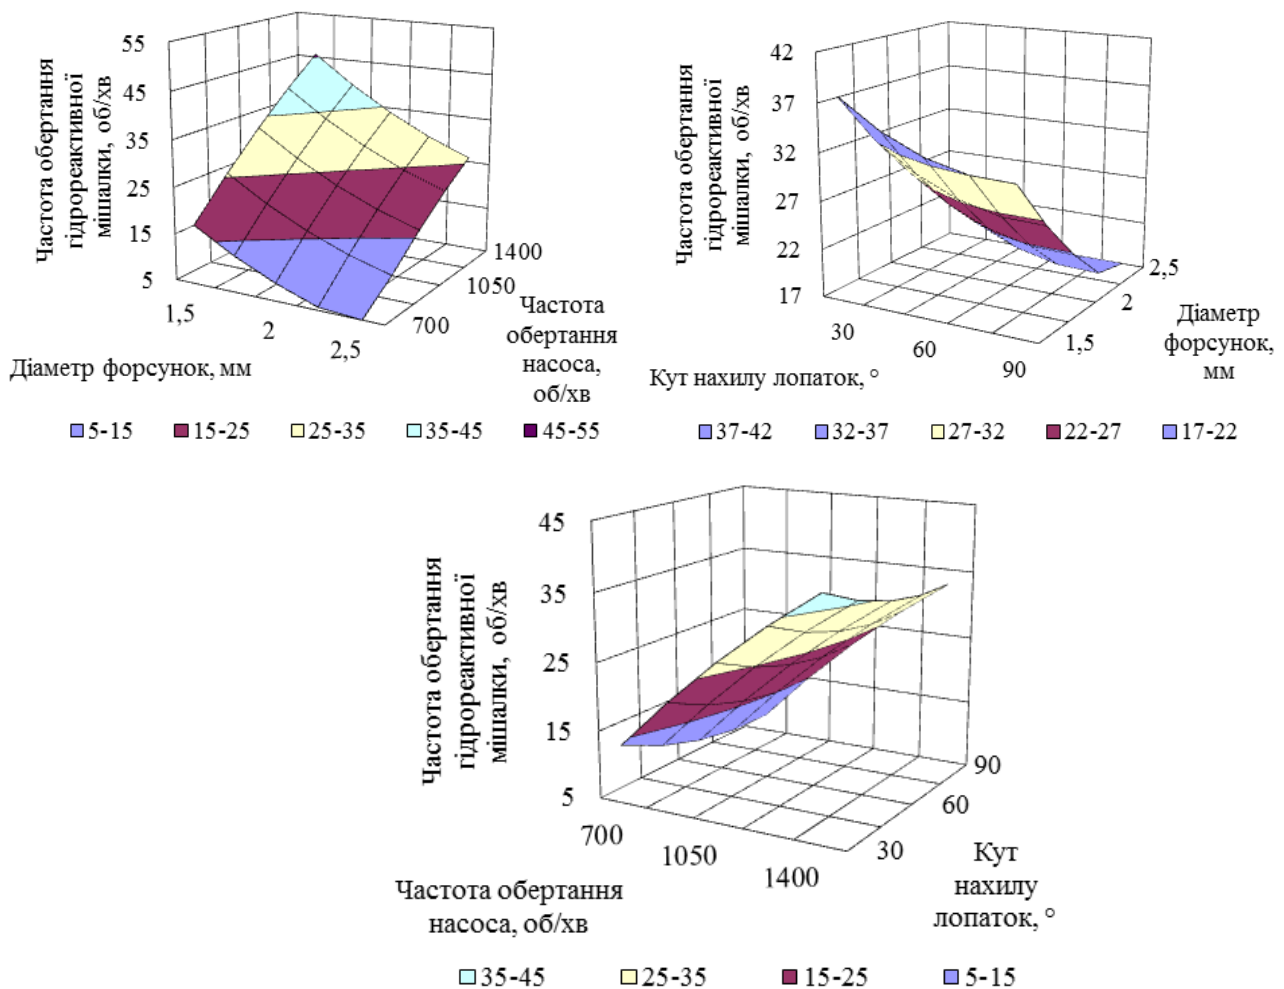 Частота обертання
гідрореактивної
мішалки, об/хв
55
45
35
25
15
5
1,5
2
2,5
700
1050
1400
Діаметр форсунок, мм
Частота
обертання
насоса,
об/хв
5-15 15-25 25-35 35-45 45-55
Частота обертання
гідрореактивної
мішалки, об/хв
42
37
32
27
22
17
30
60
90
1,5
2
2,5
Кут нахилу лопаток, °
Діаметр
форсунок,
мм
37-42 32-37 27-32 22-27 17-22
Частота обертання
гідрореактивної
мішалки, об/хв
45
35
25
15
5
700
1050
1400
30
60
90
Частота обертання
насоса, об/хв
Кут
нахилу
лопаток, °
35-45 25-35 15-25 5-15